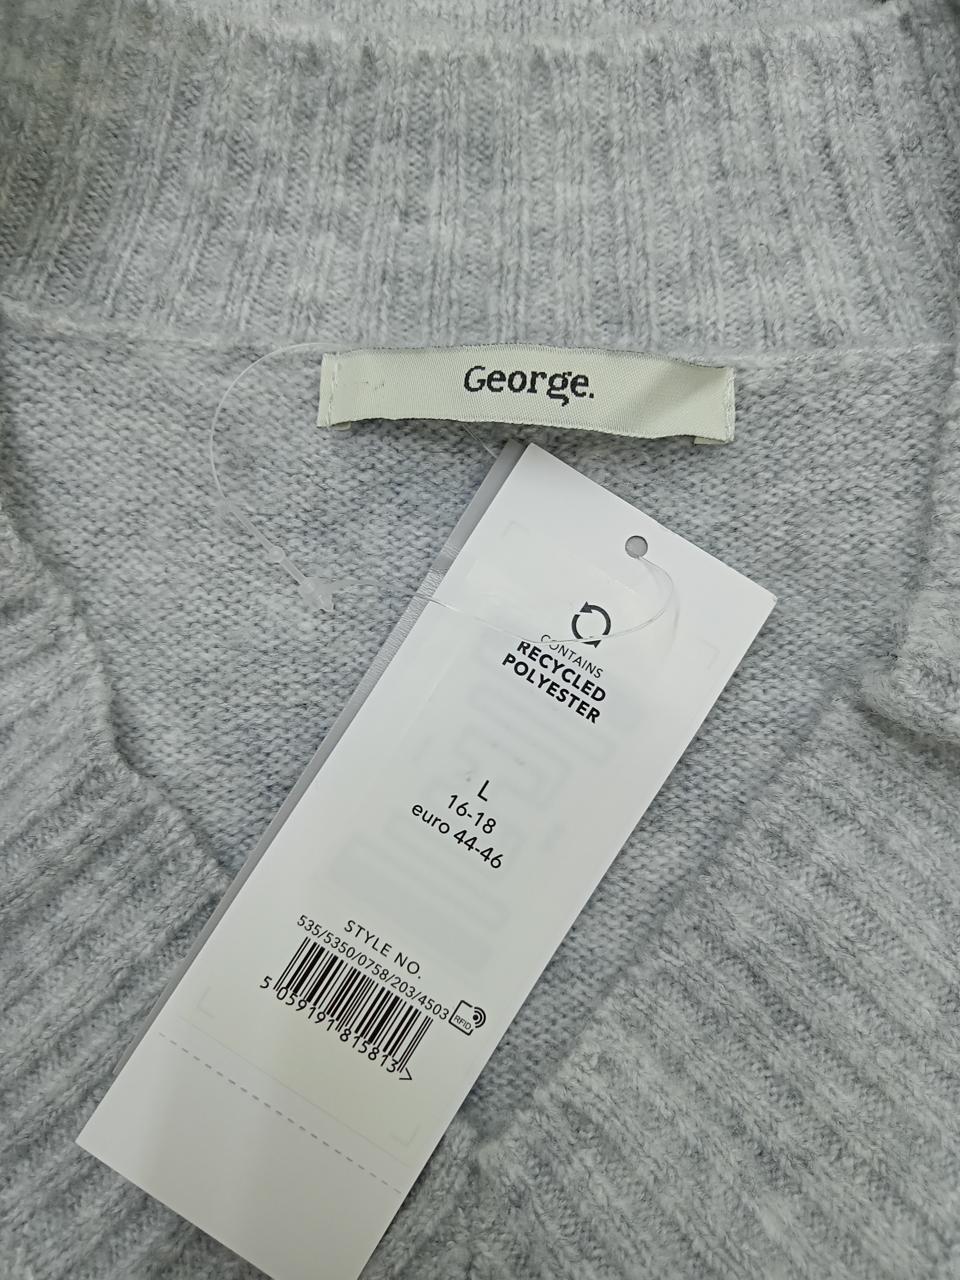 George.
CONTAINS
RECYCLED
POLYESTER
L
16-18
euro 44-46
STYLE NO.
535/5350/0758/203/4503
RFID
5 059191 815813 >